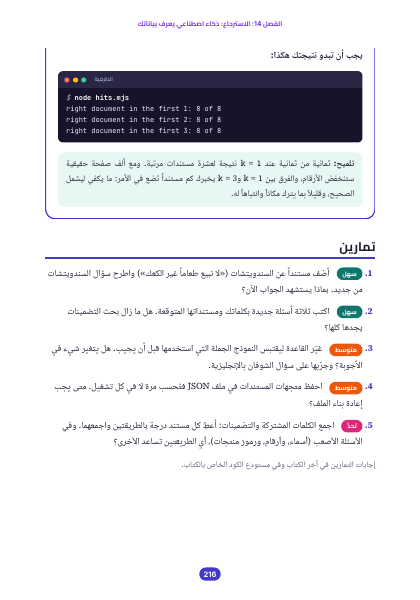 الفصل 14: الاسترجاع: ذكاء اصطناعي يعرف بياناتك
يجب أن تبدو نتيجتك هكذا:
الطرفية
$ node hits.mjs
right document in the first 1: 8 of 8
right document in the first 2: 8 of 8
right document in the first 3: 8 of 8
تلميح: ثمانية من ثمانية عند k = 1 نتيجة لعشرة مستندات مرتبة. ومع ألف صفحة حقيقية
ستنخفض الأرقام، والفرق بين k = 1 وk = 3 يخبرك كم مستنداً تضع في الأمر: ما يكفي ليشمل
الصحيح، وقليلاً بما يترك مكاناً وانتباهاً له.
تمارين
1. سهل أضف مستنداً عن السندويتشات («لا نبيع طعاماً غير الكعك») واطرح سؤال السندويتشات
من جديد. بماذا يستشهد الجواب الآن؟
2. سهل اكتب ثلاثة أسئلة جديدة بكلماتك ومستنداتها المتوقعة. هل ما زال بحث التضمينات
يجدها كلها؟
3. متوسط غيّر القاعدة ليقتبس النموذج الجملة التي استخدمها قبل أن يجيب. هل يتغير شيء في
الأجوبة؟ وجرّبها على سؤال الشوفان بالإنجليزية.
4. متوسط احفظ متجهات المستندات في ملف JSON فتُحسب مرة لا في كل تشغيل. متى يجب
إعادة بناء الملف؟
5. تحدٍّ اجمع الكلمات المشتركة والتضمينات: أعطِ كل مستند درجة بالطريقتين واجمعهما. وفي
الأسئلة الأصعب (أسماء، وأرقام، ورموز منتجات)، أي الطريقتين تساعد الأخرى؟
إجابات التمارين في آخر الكتاب وفي مستودع الكود الخاص بالكتاب.
216